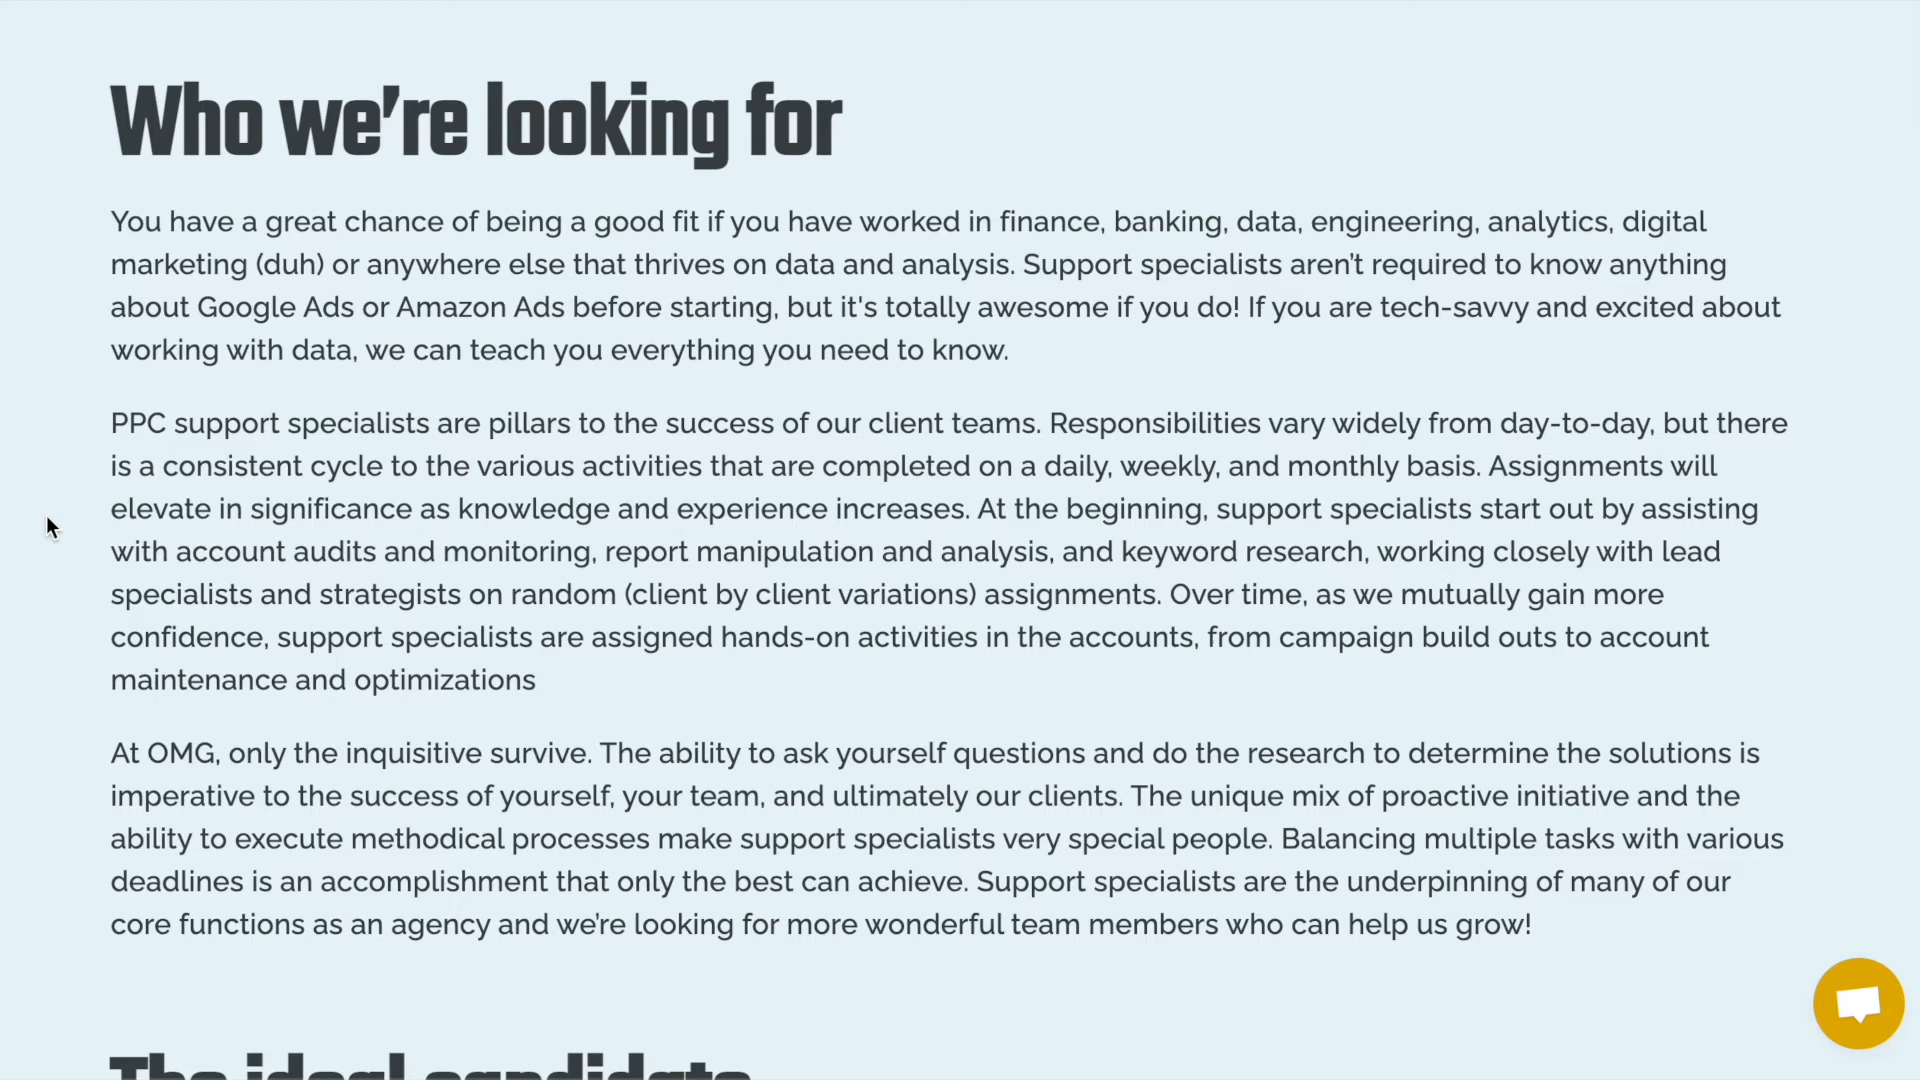 Who we're looking for
You have a great chance of being a good fit if you have worked in finance, banking, data, engineering, analytics, digital
marketing (duh) or anywhere else that thrives on data and analysis. Support specialists aren't required to know anything
about Google Ads or Amazon Ads before starting, but it's totally awesome if you do! If you are tech-savvy and excited about
working with data, we can teach you everything you need to know.
PPC support specialists are pillars to the success of our client teams. Responsibilities vary widely from day-to-day, but there
is a consistent cycle to the various activities that are completed on a daily, weekly, and monthly basis. Assignments will
elevate in significance as knowledge and experience increases. At the beginning, support specialists start out by assisting
with account audits and monitoring, report manipulation and analysis, and keyword research, working closely with lead
specialists and strategists on random (client by client variations) assignments. Over time, as we mutually gain more
confidence, support specialists are assigned hands-on activities in the accounts, from campaign build outs to account
maintenance and optimizations
At OMG, only the inquisitive survive. The ability to ask yourself questions and do the research to determine the solutions is
imperative to the success of yourself, your team, and ultimately our clients. The unique mix of proactive initiative and the
ability to execute methodical processes make support specialists very special people. Balancing multiple tasks with various
deadlines is an accomplishment that only the best can achieve. Support specialists are the underpinning of many of our
core functions as an agency and we're looking for more wonderful team members who can help us grow!
The ideal candidate